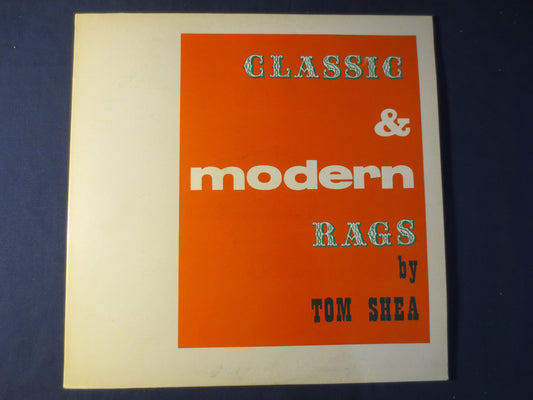 CLASSIC
&
modern
RAGS
by
TOM SHEA